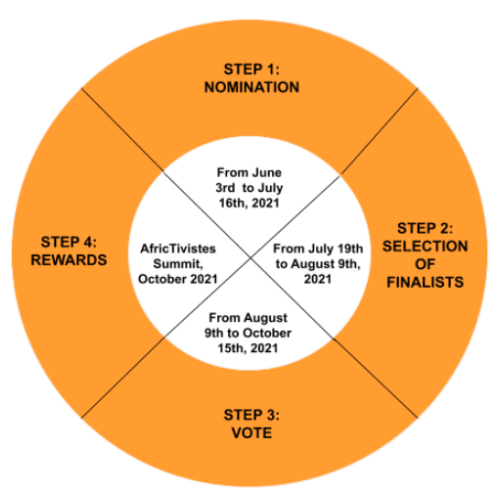 STEP 1:
NOMINATION
From June
3rd to July
16th, 2021
STEP 2:
SELECTION
OF
FINALISTS
From July 19th
to August 9th,
2021
STEP 3:
VOTE
From August
9th to October
15th, 2021
STEP 4:
REWARDS
AfricTivistes
Summit,
October 2021